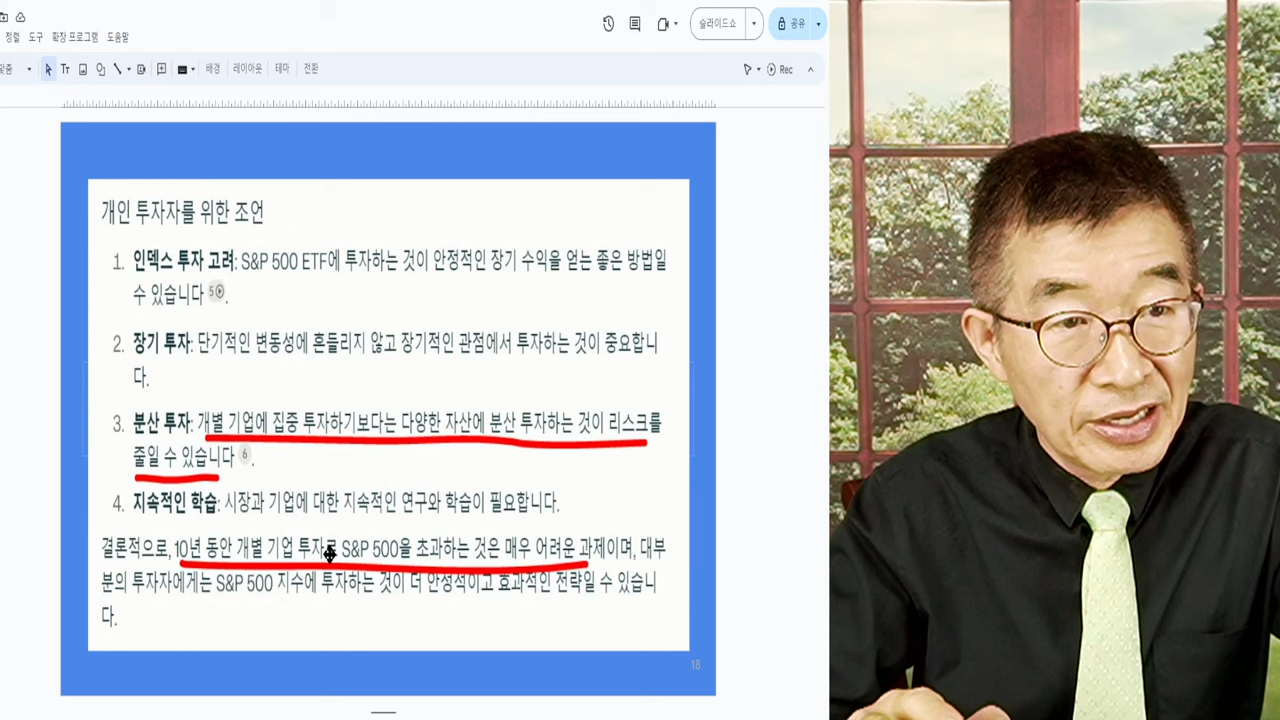 슬라이드쇼
공유
정렬 도구 확장 프로그램 도움말
맞춤
Tr
배경 레이아웃 테마 전환
Rec
개인 투자자를 위한 조언
1. 인덱스 투자 고려: S&P 500 ETF에 투자하는 것이 안정적인 장기 수익을 얻는 좋은 방법일
수 있습니다 5.
2. 장기 투자: 단기적인 변동성에 흔들리지 않고 장기적인 관점에서 투자하는 것이 중요합니
다.
3. 분산 투자: 개별 기업에 집중 투자하기보다는 다양한 자산에 분산 투자하는 것이 리스크를
줄일 수 있습니다 6.
4. 지속적인 학습: 시장과 기업에 대한 지속적인 연구와 학습이 필요합니다.
결론적으로, 10년 동안 개별 기업 투자로 S&P 500을 초과하는 것은 매우 어려운 과제이며, 대부
분의 투자자에게는 S&P 500 지수에 투자하는 것이 더 안정적이고 효과적인 전략일 수 있습니
다.
18